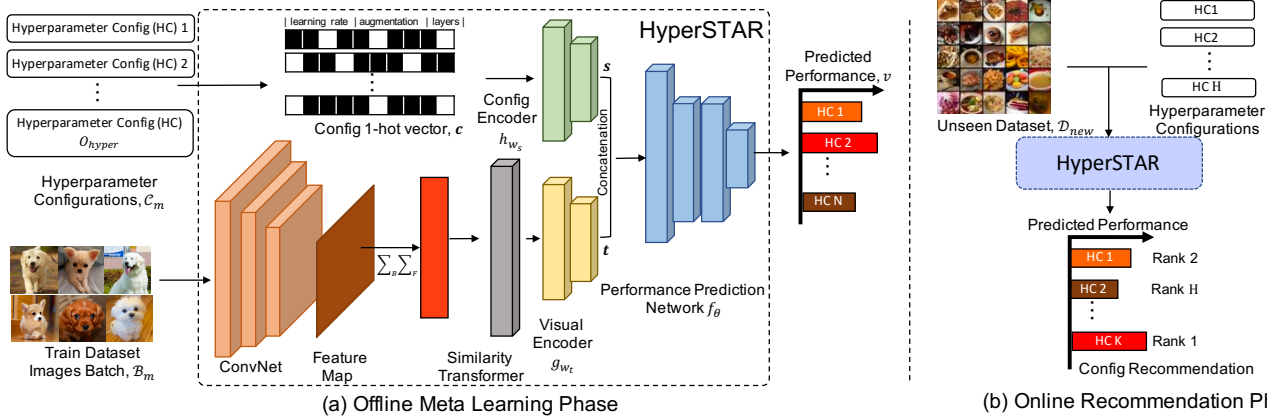 Hyperparameter Config (HC) 1
Hyperparameter Config (HC) 2
Hyperparameter Config (HC)
O_hyper
Hyperparameter
Configurations, 𝒞_m
Train Dataset
Images Batch, ℬ_m
| learning rate | augmentation | layers |
Config 1-hot vector, c
Config
Encoder
h_{w_s}
HyperSTAR
s
Concatenation
t
ConvNet
Feature
Map
∑_B ∑_F
Similarity
Transformer
Visual
Encoder
g_{w_t}
Performance Prediction
Network f_θ
Predicted
Performance, v
HC 1
HC 2
HC N
(a) Offline Meta Learning Phase
HC1
HC2
HC H
Unseen Dataset, 𝒟_new
Hyperparameter
Configurations
HyperSTAR
Predicted Performance
HC 1 Rank 2
HC 2 Rank H
HC K Rank 1
Config Recommendation
(b) Online Recommendation Pl